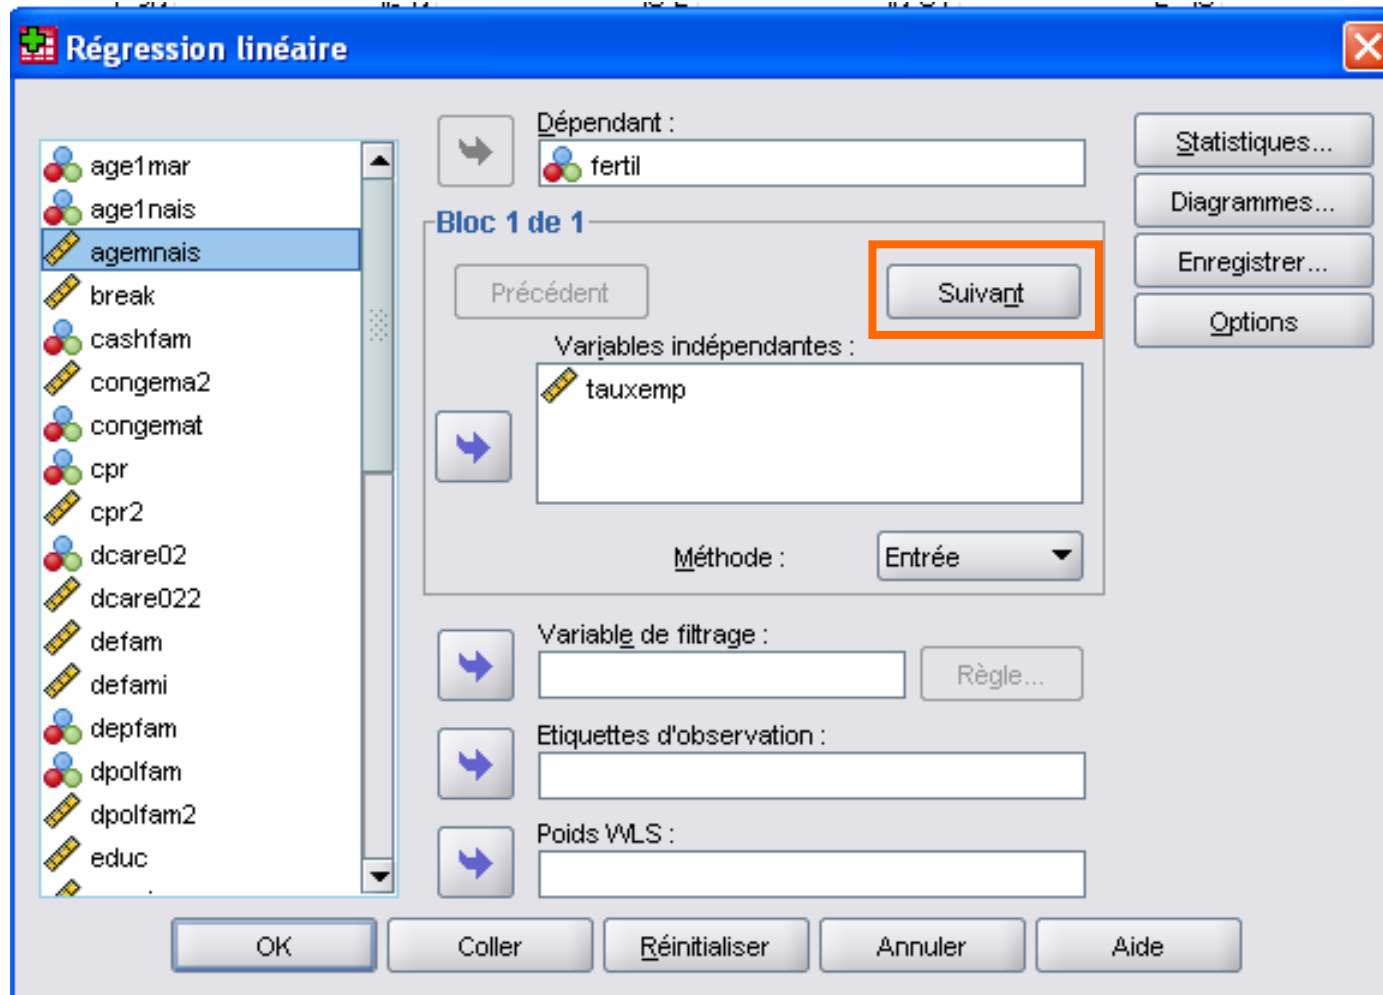 Régression linéaire
age1mar
age1nais
agemnais
break
cashfam
congema2
congemat
cpr
cpr2
dcare02
dcare022
defam
defami
depfam
dpolfam
dpolfam2
educ
Dépendant :
fertil
Bloc 1 de 1
Précédent
Suivant
Variables indépendantes :
tauxemp
Méthode :
Entrée
Variable de filtrage :
Règle...
Etiquettes d'observation :
Poids WLS :
Statistiques...
Diagrammes...
Enregistrer...
Options
OK
Coller
Réinitialiser
Annuler
Aide